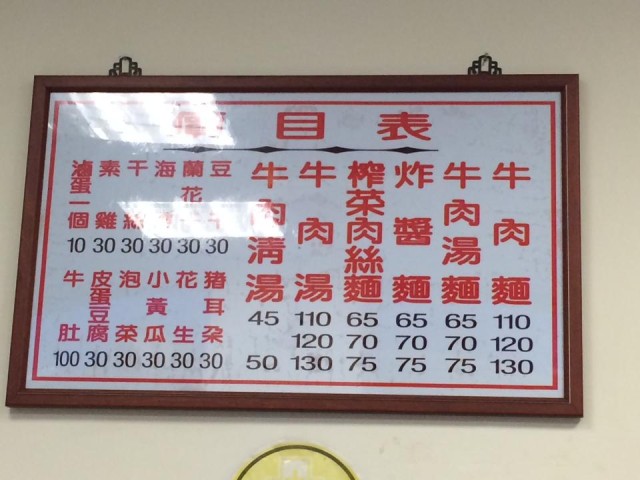 目表
牛肉麵 110 120 130
牛肉湯麵 65 70 75
炸醬麵 65 70 75
榨菜肉絲麵 65 70 75
牛肉湯 110 120 130
牛肉清湯 45 50
豆干 30
蘭花干 30
海 30
干絲 30
素雞 30
滷蛋一個 10
豬耳朵 30
花生 30
小黃瓜 30
泡菜 30
皮蛋豆腐 30
牛肚 100